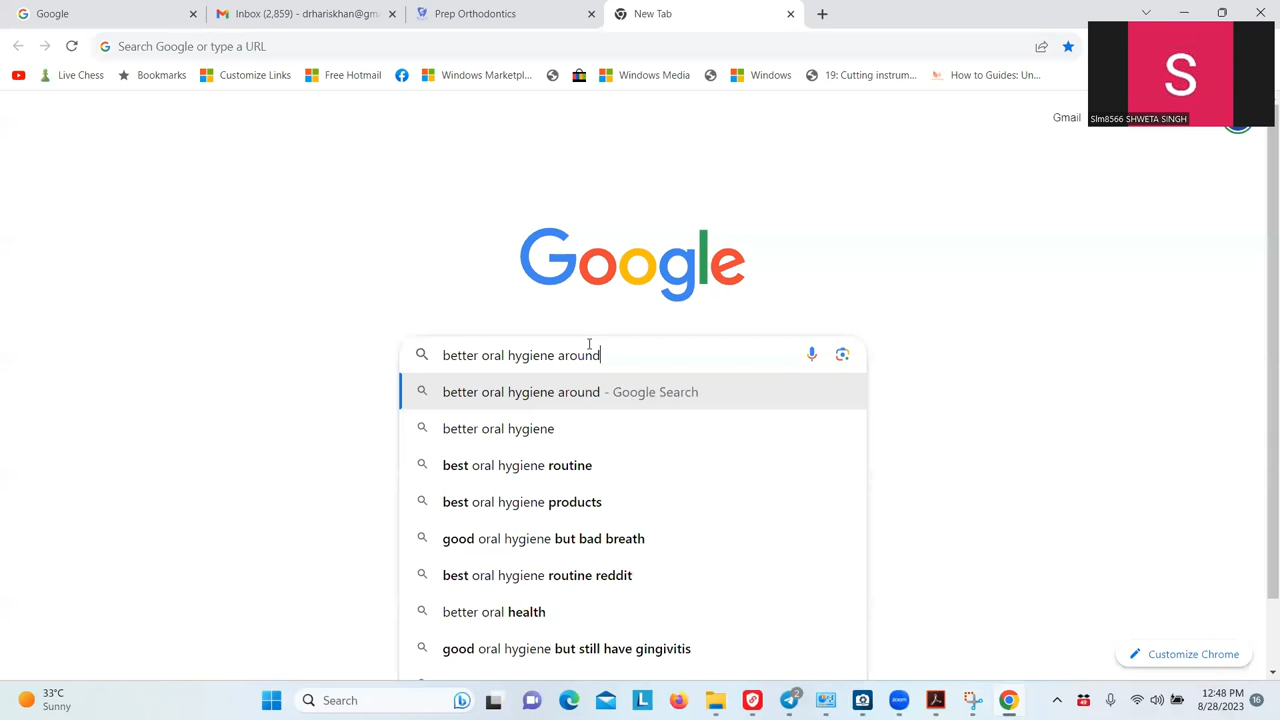 Google
Inbox (2,859) - drhariskhan@gm
Prep Orthodontics
New Tab
Search Google or type a URL
Live Chess
Bookmarks
Customize Links
Free Hotmail
Windows Marketpl...
Windows Media
Windows
19: Cutting instrum...
How to Guides: Un...
S
Slm8566 SHWETA SINGH
Gmail
Google
better oral hygiene around
better oral hygiene around - Google Search
better oral hygiene
best oral hygiene routine
best oral hygiene products
good oral hygiene but bad breath
best oral hygiene routine reddit
better oral health
good oral hygiene but still have gingivitis
Customize Chrome
33°C
Sunny
Search
L
2
zoom
49
12:48 PM
8/28/2023
16